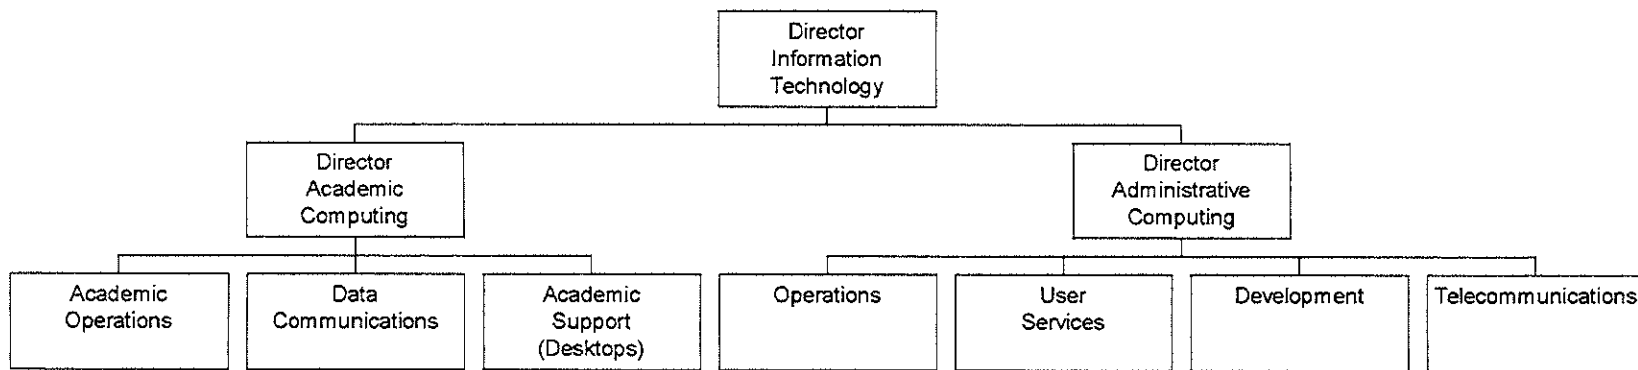 Director
Information
Technology
Director
Academic
Computing
Director
Administrative
Computing
Academic
Operations
Data
Communications
Academic
Support
(Desktops)
Operations
User
Services
Development
Telecommunications